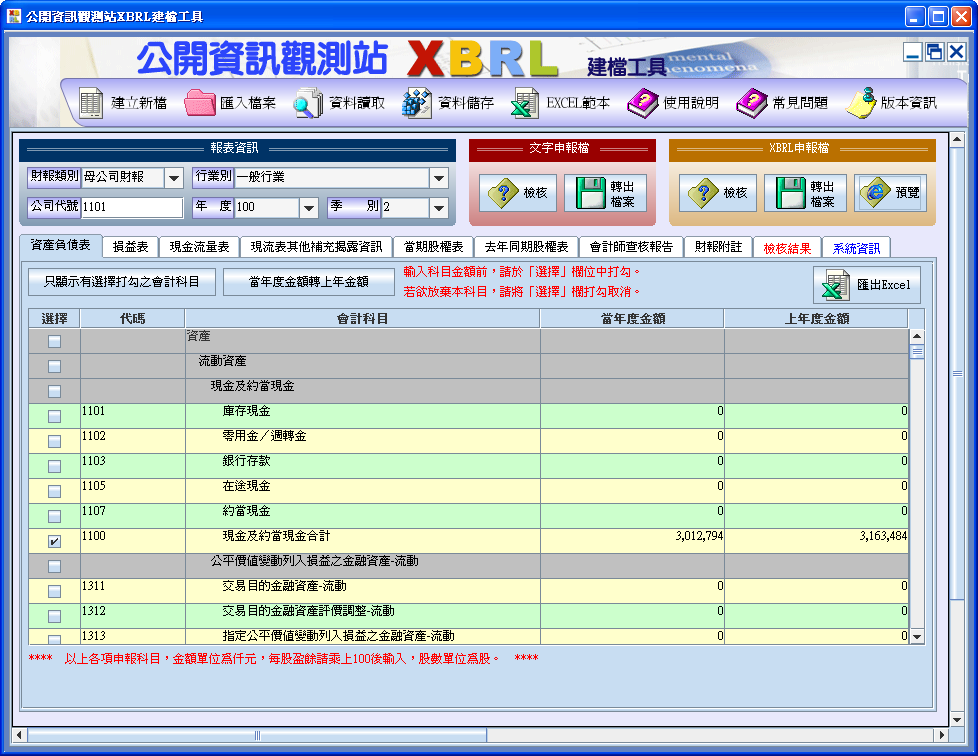 公開資訊觀測站XBRL建檔工具
公開資訊觀測站 XBRL 建檔工具
mental
enomena
建立新檔 匯入檔案 資料讀取 資料儲存 EXCEL範本 使用說明 常見問題 版本資訊
報表資訊 文字申報檔 XBRL申報檔
財報類別 母公司財報 行業別 一般行業
檢核 轉出檔案 檢核 轉出檔案 預覽
公司代號 1101 年 度 100 季 別 2
資產負債表 損益表 現金流量表 現流表其他補充揭露資訊 當期股權表 去年同期股權表 會計師查核報告 財報附註 檢核結果 系統資訊
只顯示有選擇打勾之會計科目 當年度金額轉上年金額
輸入科目金額前，請於「選擇」欄位中打勾。
若欲放棄本科目，請將「選擇」欄打勾取消。
匯出Excel
選擇 代碼 會計科目 當年度金額 上年度金額
資產
流動資產
現金及約當現金
1101 庫存現金 0 0
1102 零用金／週轉金 0 0
1103 銀行存款 0 0
1105 在途現金 0 0
1107 約當現金 0 0
1100 現金及約當現金合計 3,012,794 3,163,484
公平價值變動列入損益之金融資產-流動
1311 交易目的金融資產-流動 0 0
1312 交易目的金融資產評價調整-流動 0 0
1313 指定公平價值變動列入損益之金融資產-流動 0 0
**** 以上各項申報科目，金額單位為仟元，每股盈餘請乘上100後輸入，股數單位為股。 ****